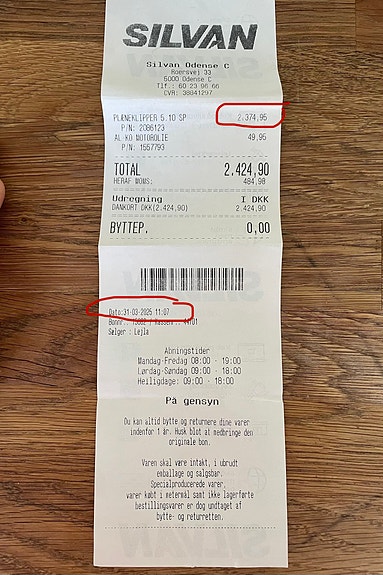 SILVAN
Silvan Odense C
Roersvej 33
5000 Odense C
Tlf.: 60 23 96 66
CVR: 38041297
PLÆNEKLIPPER 5.10 SP 2.374,95
P/N: 2086123
AL-KO MOTOROLIE 49,95
P/N: 1557793
TOTAL 2.424,90
HERAF MOMS: 484,98
Udregning I DKK
DANKORT DKK(2.424,90) 2.424,90
BYTTEP. 0,00
Dato:31-03-2025 11:07
Bonnr.: 15662 / Kassenr.: 44101
Sælger : Lejla
Åbningstider
Mandag-Fredag 08:00 - 19:00
Lørdag-Søndag 09:00 - 18:00
Helligdage: 09:00 - 18:00
På gensyn
Du kan altid bytte og returnere dine varer
indenfor 1 år. Husk blot at medbringe den
originale bon.
Varen skal være intakt, i ubrudt
emballage og salgsbar.
Specialproducerede varer,
varer købt i metermål samt ikke lagerførte
bestillingsvarer er dog undtaget af
bytte- og returretten.